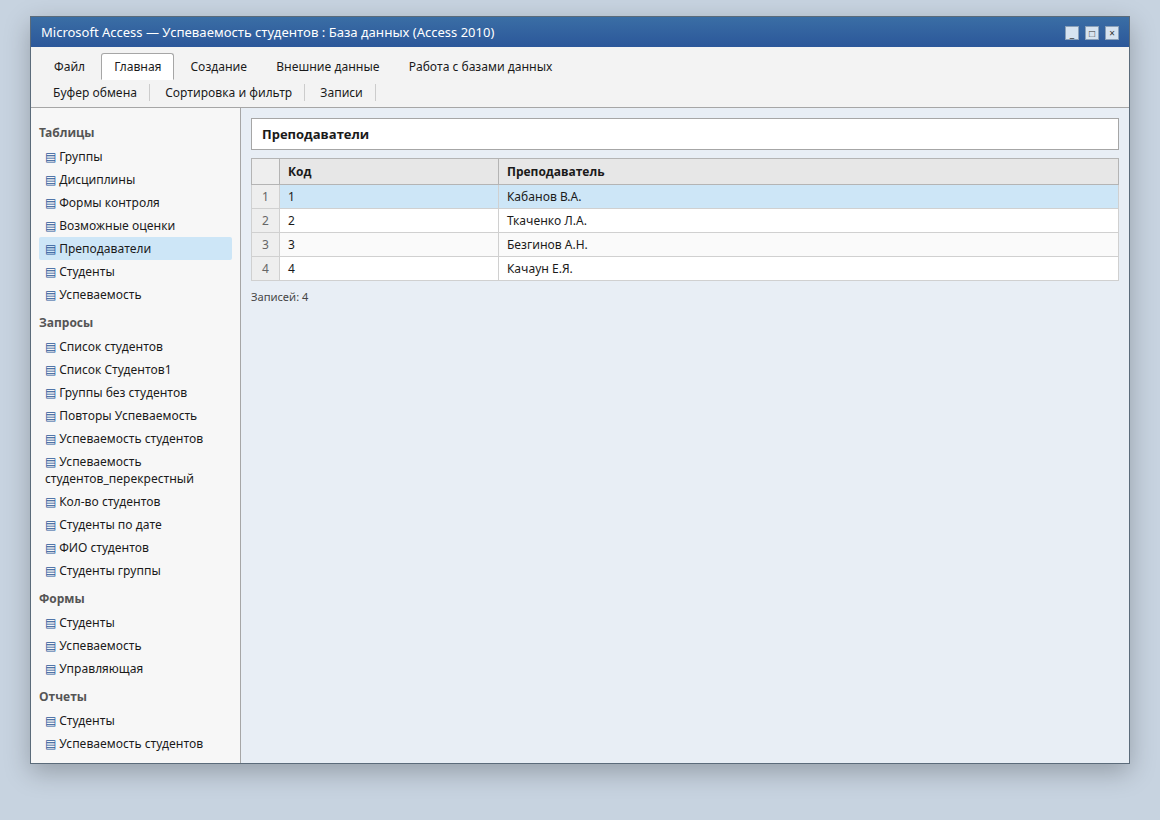 Microsoft Access — Успеваемость студентов : База данных (Access 2010)
Файл Главная Создание Внешние данные Работа с базами данных
Буфер обмена Сортировка и фильтр Записи
Таблицы
Группы
Дисциплины
Формы контроля
Возможные оценки
Преподаватели
Студенты
Успеваемость
Запросы
Список студентов
Список Студентов1
Группы без студентов
Повторы Успеваемость
Успеваемость студентов
Успеваемость
студентов_перекрестный
Кол-во студентов
Студенты по дате
ФИО студентов
Студенты группы
Формы
Студенты
Успеваемость
Управляющая
Отчеты
Студенты
Успеваемость студентов
Преподаватели
Код Преподаватель
1 1 Кабанов В.А.
2 2 Ткаченко Л.А.
3 3 Безгинов А.Н.
4 4 Качаун Е.Я.
Записей: 4